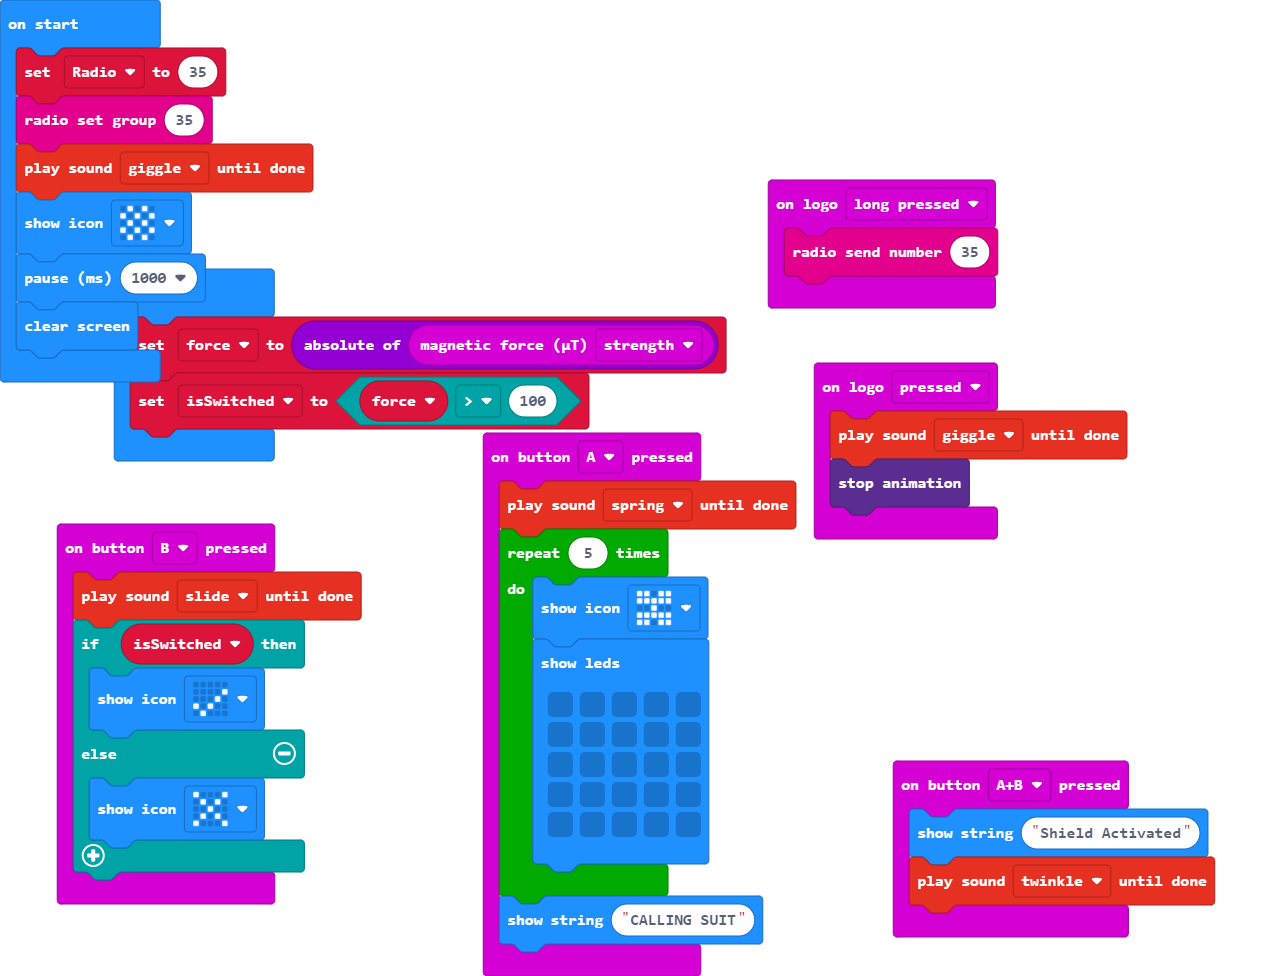 on start
set Radio to 35
radio set group 35
play sound giggle until done
show icon
pause (ms) 1000
clear screen
set force to absolute of magnetic force (µT) strength
set isSwitched to force > 100
on button B pressed
play sound slide until done
if isSwitched then
show icon
else
show icon
on button A pressed
play sound spring until done
repeat 5 times
do
show icon
show leds
show string "CALLING SUIT"
on logo long pressed
radio send number 35
on logo pressed
play sound giggle until done
stop animation
on button A+B pressed
show string "Shield Activated"
play sound twinkle until done